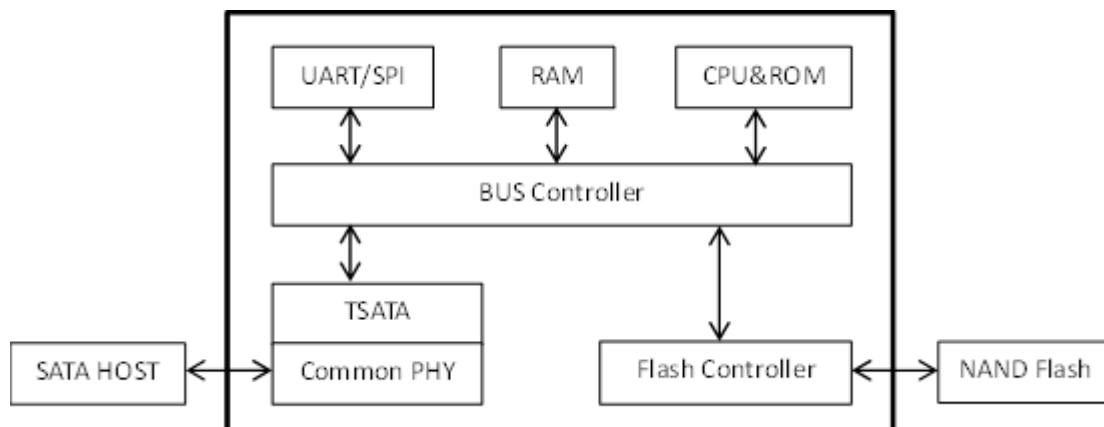 UART/SPI
RAM
CPU&ROM
BUS Controller
TSATA
SATA HOST
Common PHY
Flash Controller
NAND Flash